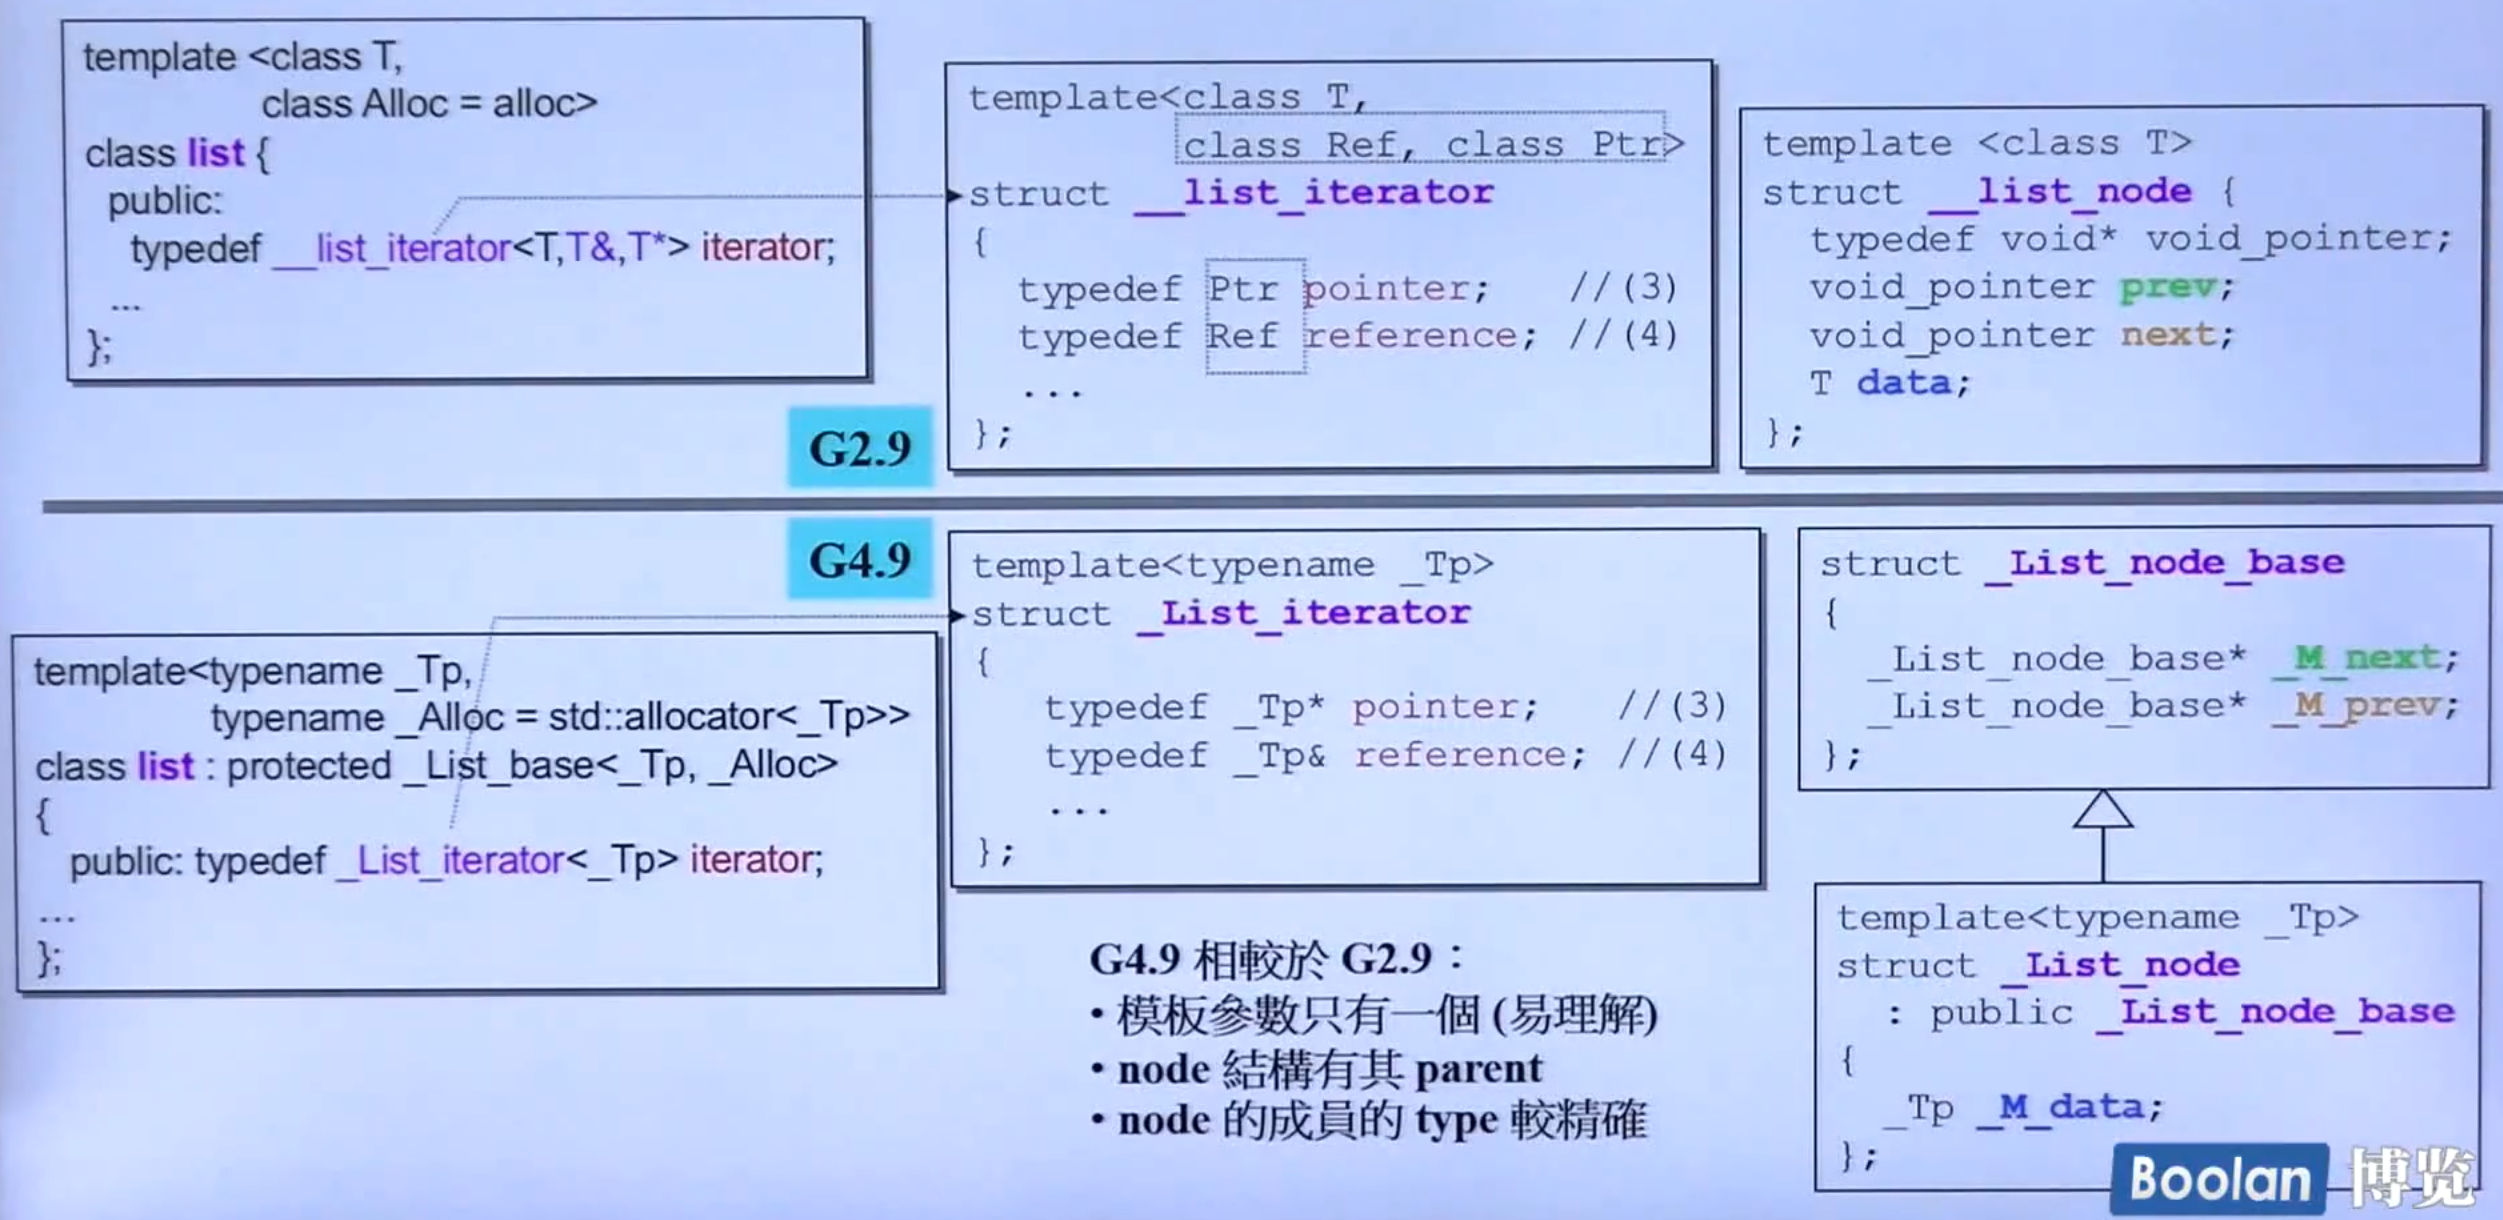 template <class T,
class Alloc = alloc>
class list {
public:
typedef __list_iterator<T,T&,T*> iterator;
...
};
template<class T,
class Ref, class Ptr>
struct __list_iterator
{
typedef Ptr pointer; //(3)
typedef Ref reference; //(4)
...
};
template <class T>
struct __list_node {
typedef void* void_pointer;
void_pointer prev;
void_pointer next;
T data;
};
G2.9
G4.9
template<typename _Tp,
typename _Alloc = std::allocator<_Tp>>
class list : protected _List_base<_Tp, _Alloc>
{
public: typedef _List_iterator<_Tp> iterator;
...
};
template<typename _Tp>
struct _List_iterator
{
typedef _Tp* pointer; //(3)
typedef _Tp& reference; //(4)
...
};
struct _List_node_base
{
_List_node_base* _M_next;
_List_node_base* _M_prev;
};
template<typename _Tp>
struct _List_node
: public _List_node_base
{
_Tp _M_data;
};
G4.9 相較於 G2.9：
• 模板參數只有一個 (易理解)
• node 結構有其 parent
• node 的成員的 type 較精確
Boolan 博览